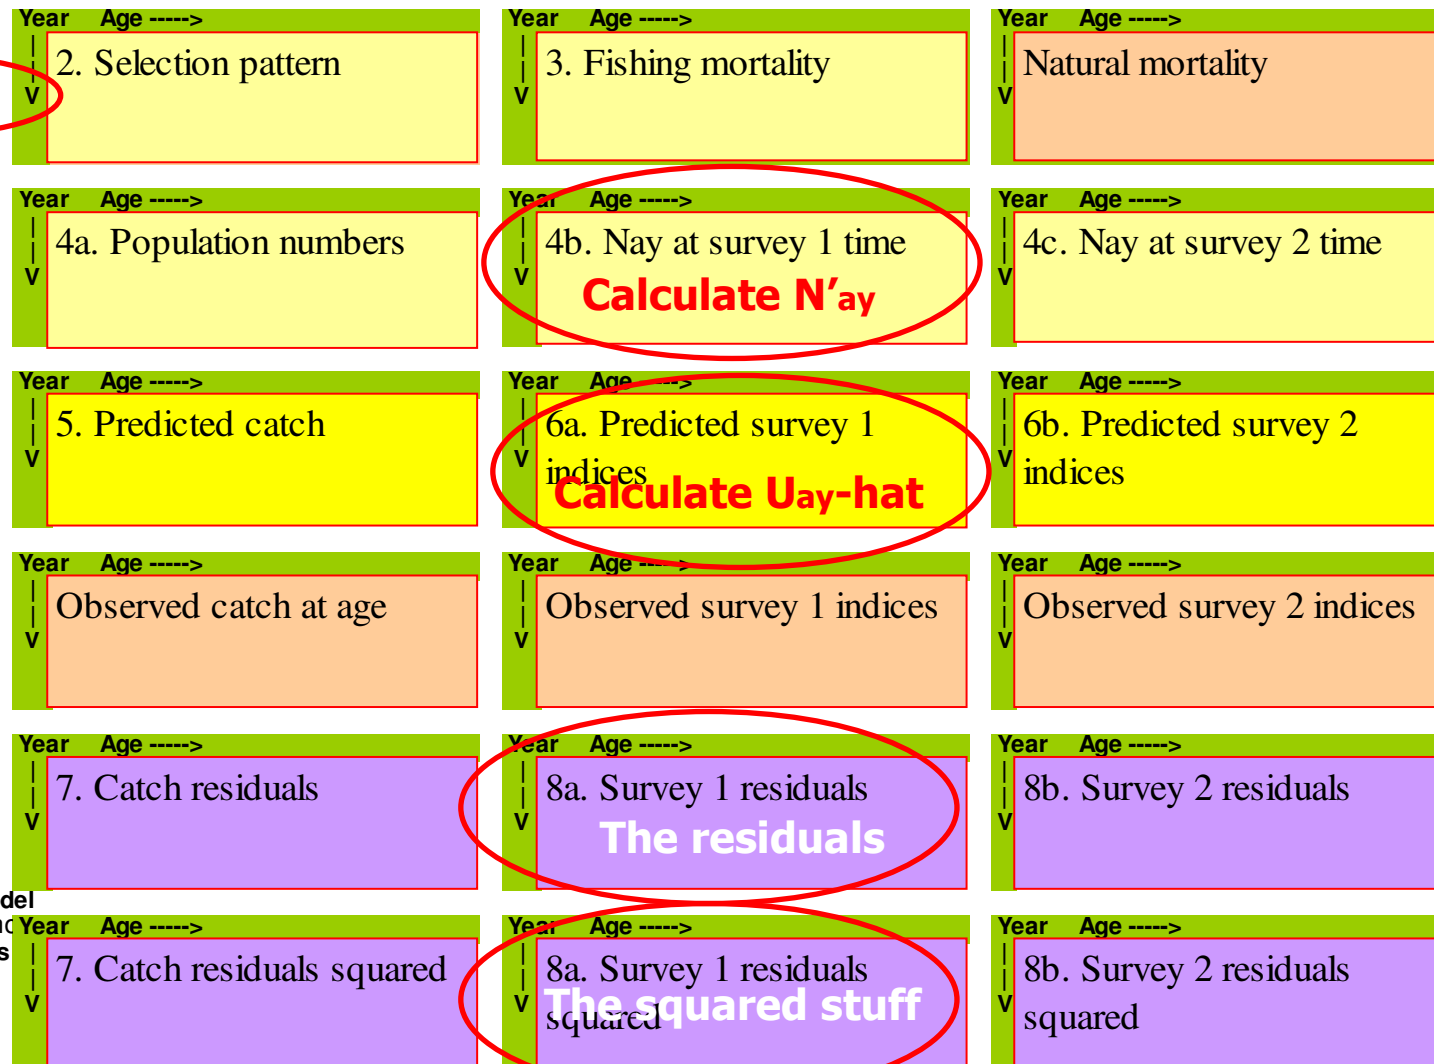 Year Age ----->
2. Selection pattern
Year Age ----->
3. Fishing mortality
Year Age ----->
Natural mortality
Year Age ----->
4a. Population numbers
Year Age ----->
4b. Nay at survey 1 time
Calculate N’ay
Year Age ----->
4c. Nay at survey 2 time
Year Age ----->
5. Predicted catch
Year Age ----->
6a. Predicted survey 1
indices
Calculate Uay-hat
Year Age ----->
6b. Predicted survey 2
indices
Year Age ----->
Observed catch at age
Year Age ----->
Observed survey 1 indices
Year Age ----->
Observed survey 2 indices
Year Age ----->
7. Catch residuals
Year Age ----->
8a. Survey 1 residuals
The residuals
Year Age ----->
8b. Survey 2 residuals
Year Age ----->
7. Catch residuals squared
Year Age ----->
8a. Survey 1 residuals
squared
The squared stuff
Year Age ----->
8b. Survey 2 residuals
squared